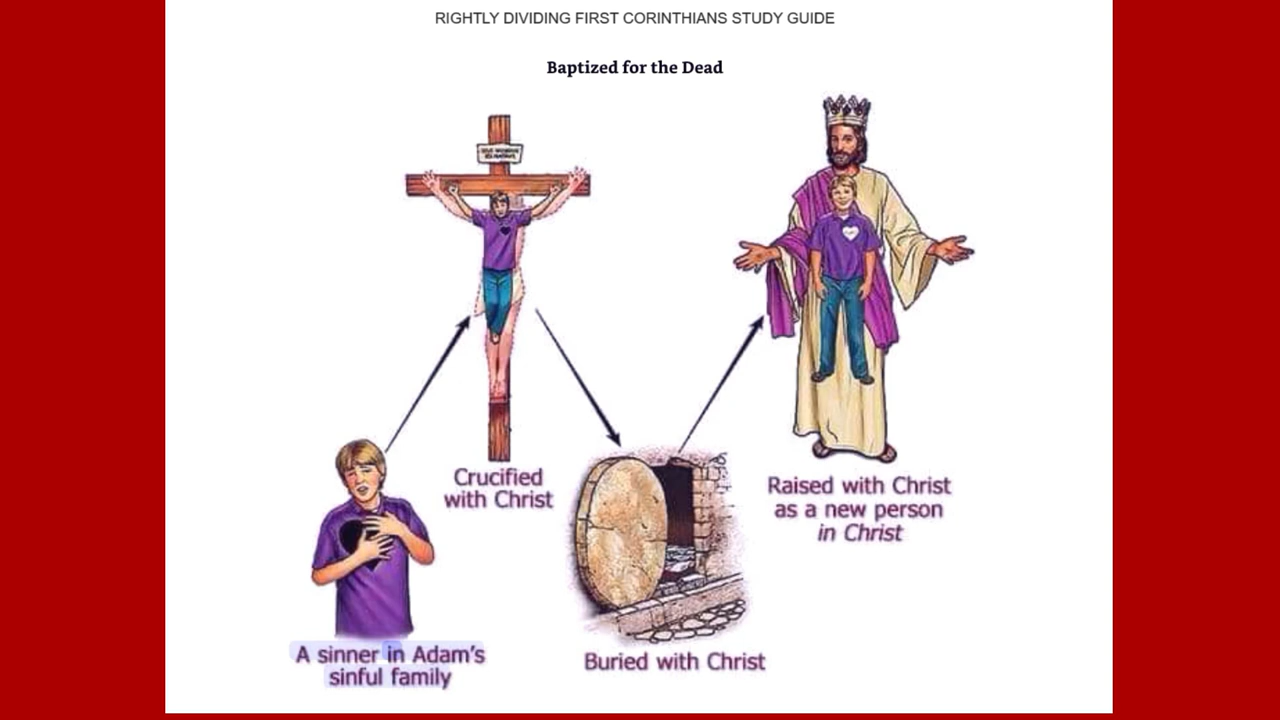 RIGHTLY DIVIDING FIRST CORINTHIANS STUDY GUIDE
Baptized for the Dead
Crucified
with Christ
Raised with Christ
as a new person
in Christ
A sinner in Adam's
sinful family
Buried with Christ